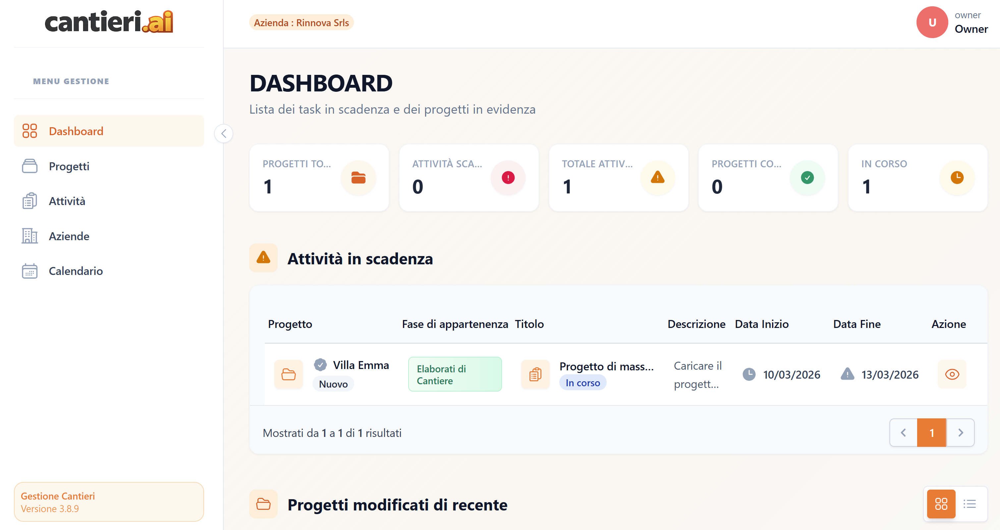 cantieri.ai
Azienda : Rinnova Srls
U
owner
Owner
MENU GESTIONE
Dashboard
Progetti
Attività
Aziende
Calendario
Gestione Cantieri
Versione 3.8.9
DASHBOARD
Lista dei task in scadenza e dei progetti in evidenza
PROGETTI TO...
1
ATTIVITÀ SCA...
0
TOTALE ATTIV...
1
PROGETTI CO...
0
IN CORSO
1
Attività in scadenza
Progetto Fase di appartenenza Titolo Descrizione Data Inizio Data Fine Azione
Villa Emma
Nuovo
Elaborati di
Cantiere
Progetto di mass...
In corso
Caricare il
progett...
10/03/2026
13/03/2026
Mostrati da 1 a 1 di 1 risultati
1
Progetti modificati di recente